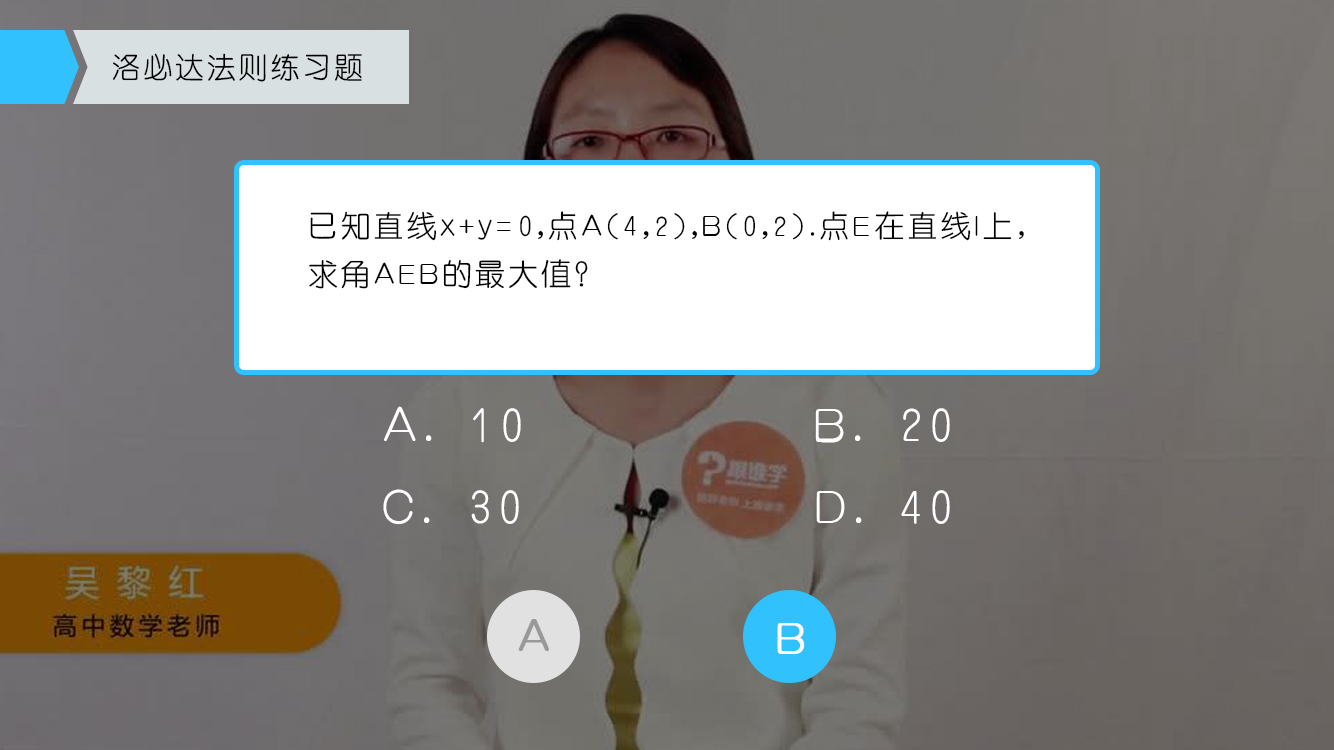 洛必达法则练习题
已知直线x+y=0,点A(4,2),B(0,2).点E在直线l上,
求角AEB的最大值?
A. 10
B. 20
C. 30
D. 40
跟谁学
吴黎红
高中数学老师
A
B